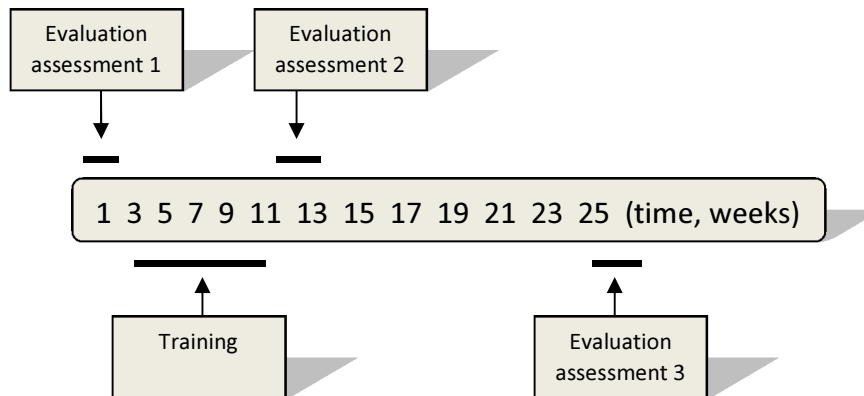 Evaluation
assessment 1
Evaluation
assessment 2
1 3 5 7 9 11 13 15 17 19 21 23 25 (time, weeks)
Training
Evaluation
assessment 3